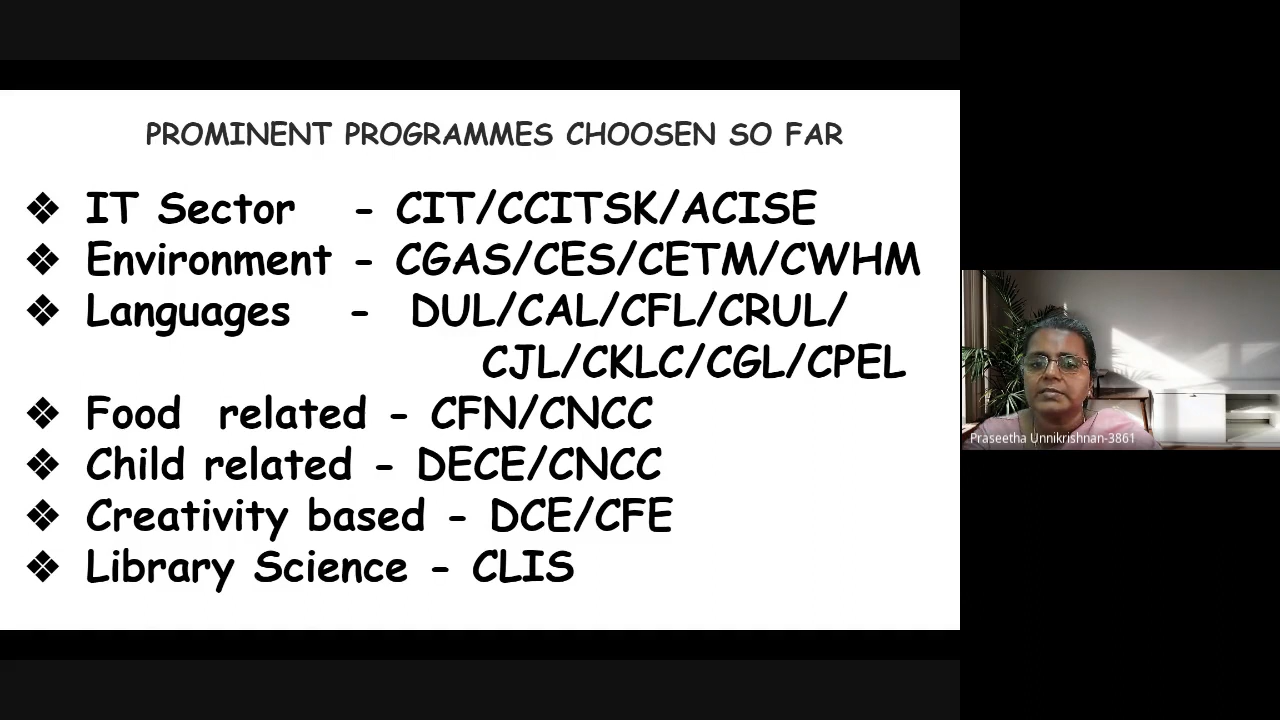 PROMINENT PROGRAMMES CHOOSEN SO FAR
❖ IT Sector - CIT/CCITSK/ACISE
❖ Environment - CGAS/CES/CETM/CWHM
❖ Languages - DUL/CAL/CFL/CRUL/
CJL/CKLC/CGL/CPEL
❖ Food related - CFN/CNCC
❖ Child related - DECE/CNCC
❖ Creativity based - DCE/CFE
❖ Library Science - CLIS
Praseetha Unnikrishnan-3861